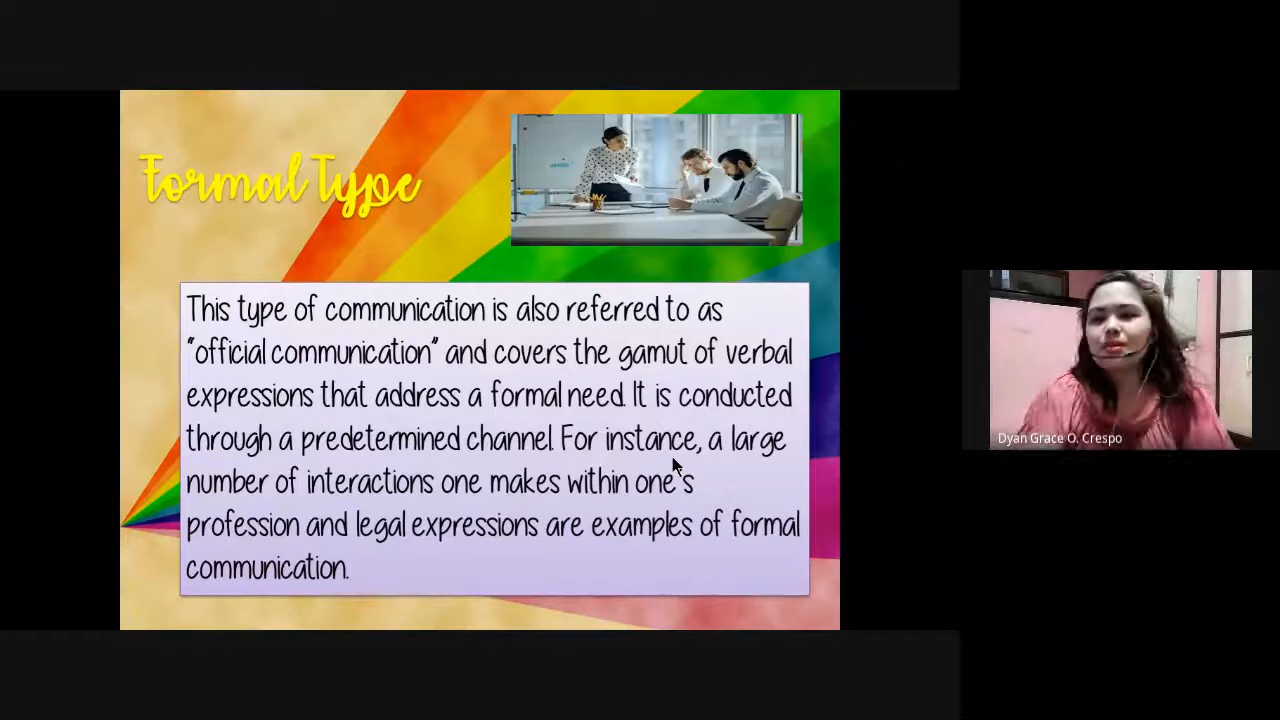 Formal Type
This type of communication is also referred to as
"official communication" and covers the gamut of verbal
expressions that address a formal need. It is conducted
through a predetermined channel. For instance, a large
number of interactions one makes within one's
profession and legal expressions are examples of formal
communication.
Dyan Grace O. Crespo